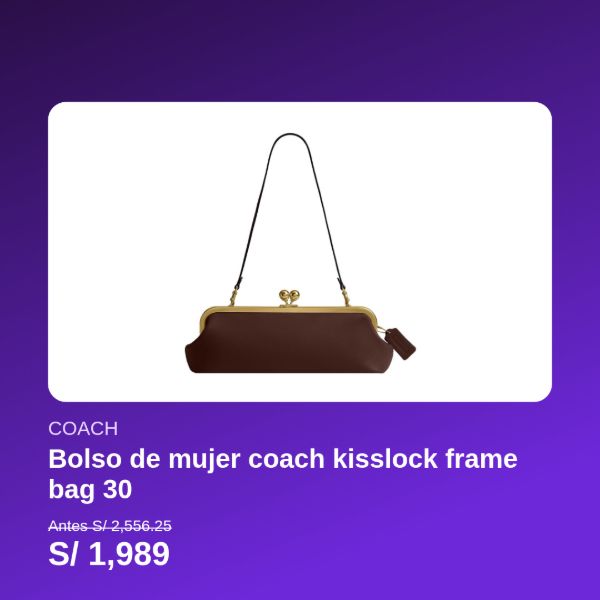 COACH
Bolso de mujer coach kisslock frame
bag 30
Antes S/ 2,556.25
S/ 1,989